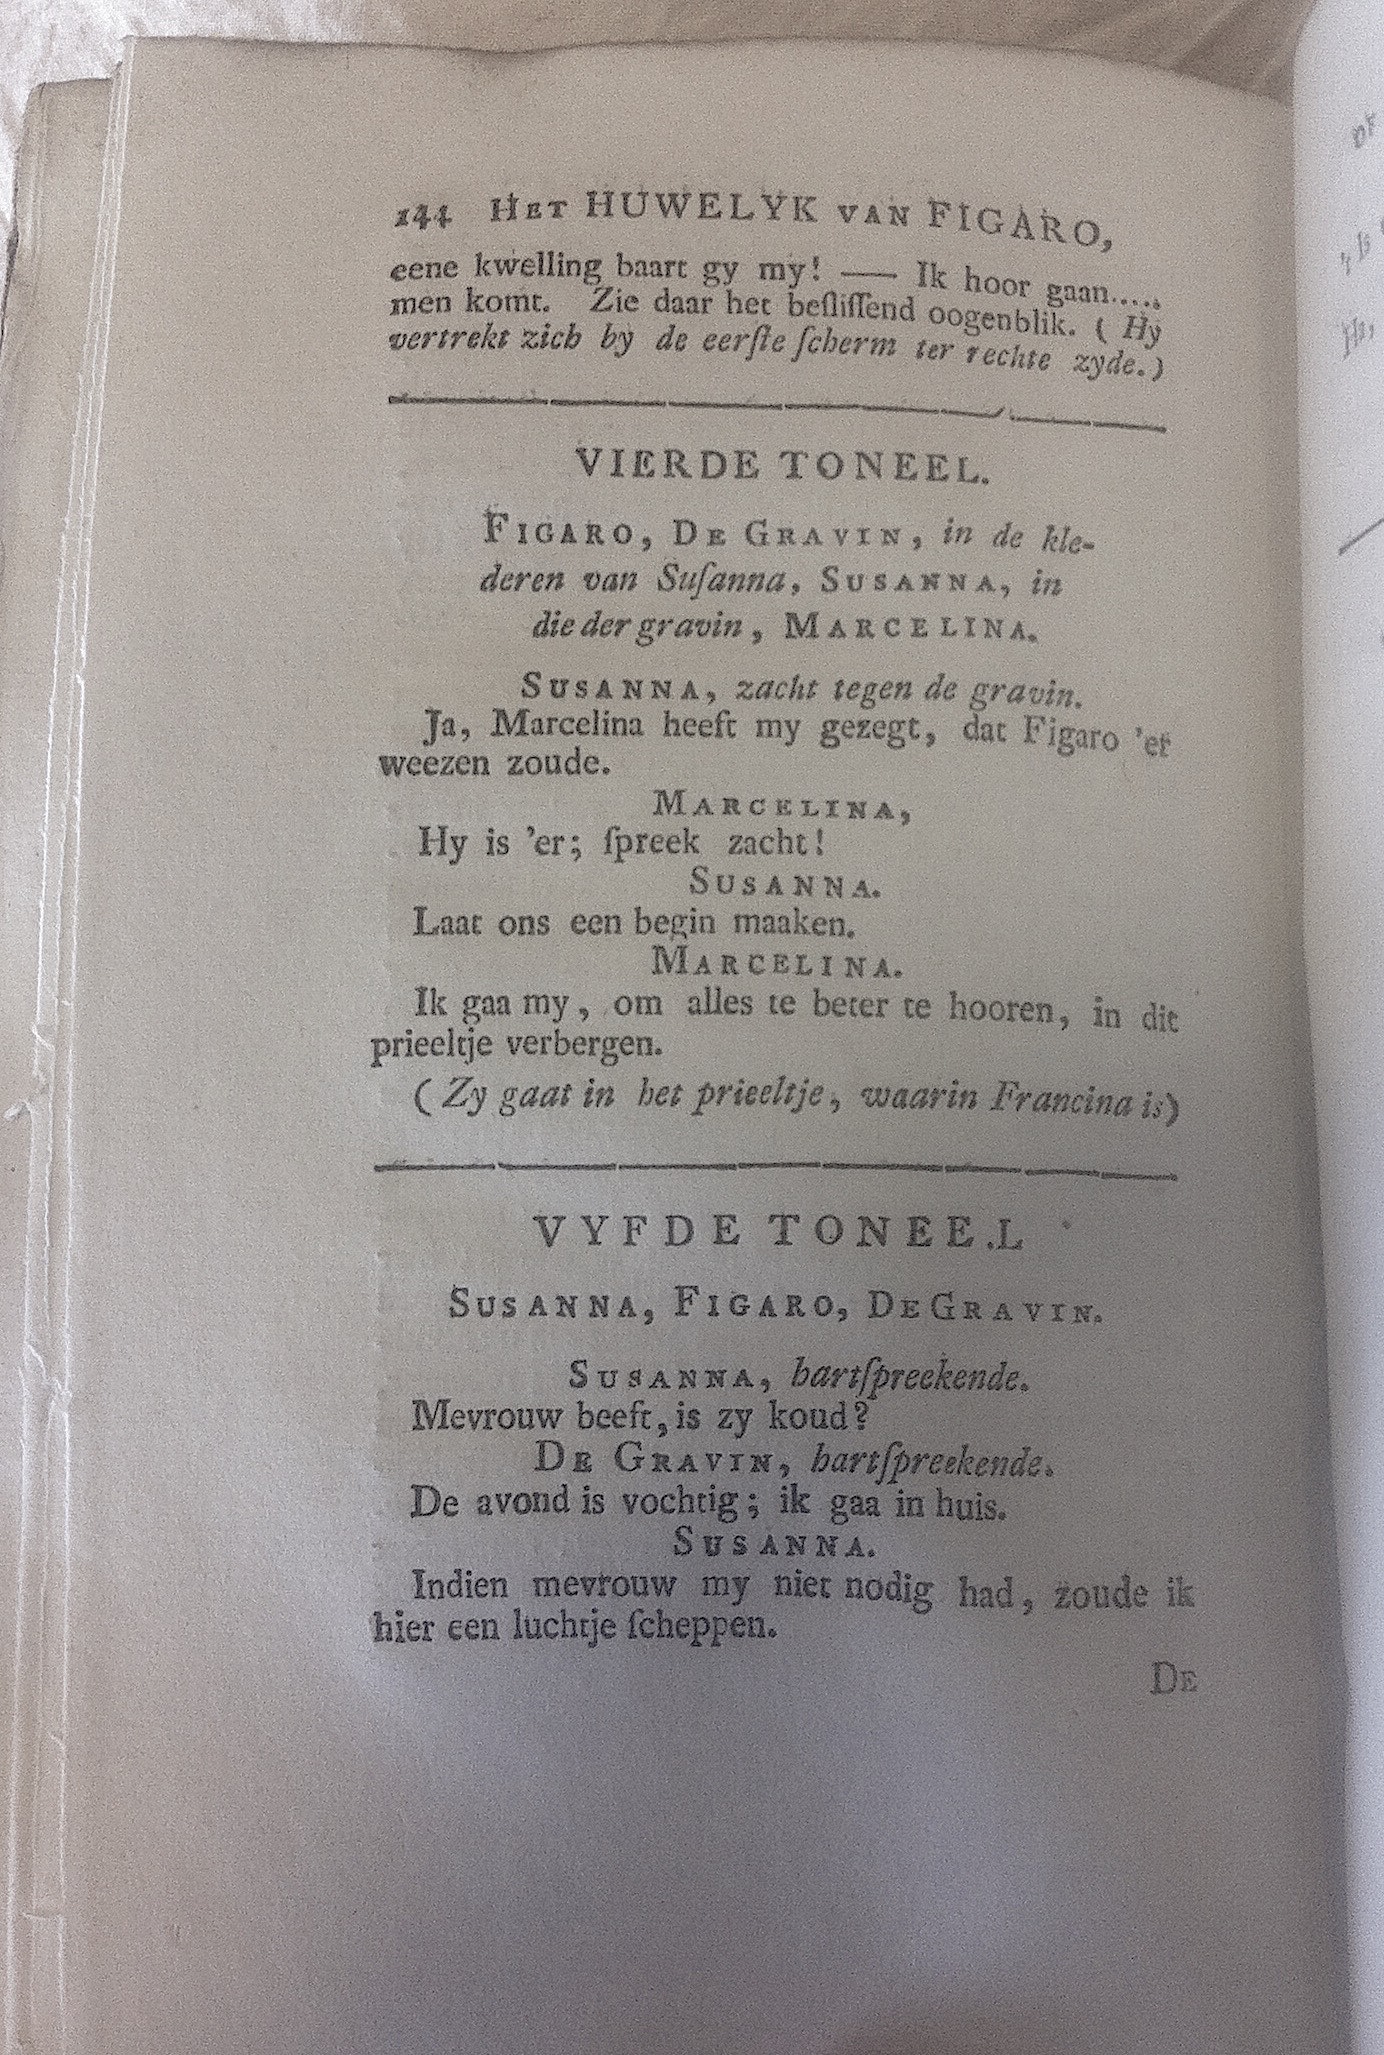 144 HET HUWELYK VAN FIGARO,
eene kwelling baart gy my! — Ik hoor gaan.....
men komt. Zie daar het beſliſſend oogenblik. ( Hy
vertrekt zich by de eerſte ſcherm ter rechte zyde.)
VIERDE TONEEL.
FIGARO, DE GRAVIN, in de kle-
deren van Suſanna, SUSANNA, in
die der gravin, MARCELINA.
SUSANNA, zacht tegen de gravin.
Ja, Marcelina heeft my gezegt, dat Figaro 'er
weezen zoude.
MARCELINA,
Hy is 'er; ſpreek zacht!
SUSANNA.
Laat ons een begin maaken.
MARCELINA.
Ik gaa my, om alles te beter te hooren, in dit
prieeltje verbergen.
( Zy gaat in het prieeltje, waarin Francina is)
VYFDE TONEE.L
SUSANNA, FIGARO, DE GRAVIN.
SUSANNA, hartſpreekende.
Mevrouw beeft, is zy koud?
DE GRAVIN, hartſpreekende.
De avond is vochtig; ik gaa in huis.
SUSANNA.
Indien mevrouw my niet nodig had, zoude ik
hier een luchtje ſcheppen.
DE